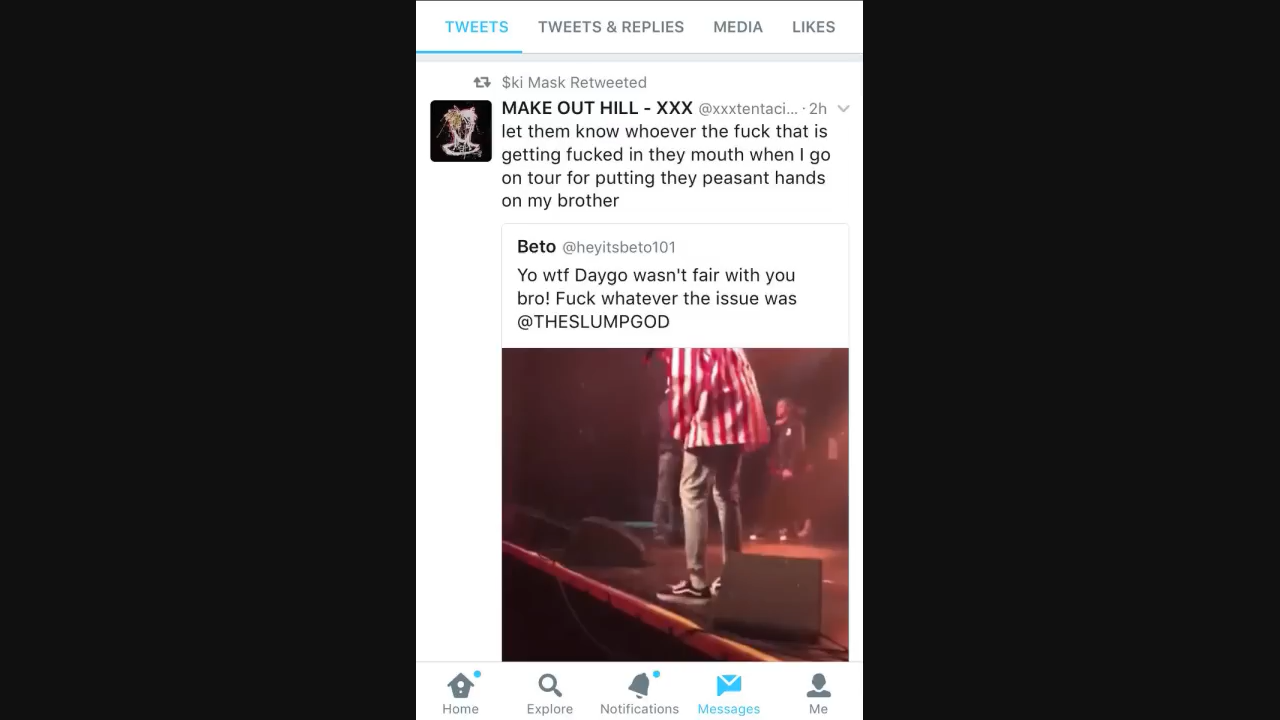 TWEETS TWEETS & REPLIES MEDIA LIKES
$ki Mask Retweeted
MAKE OUT HILL - XXX @xxxtentaci... · 2h
let them know whoever the fuck that is
getting fucked in they mouth when I go
on tour for putting they peasant hands
on my brother
Beto @heyitsbeto101
Yo wtf Daygo wasn't fair with you
bro! Fuck whatever the issue was
@THESLUMPGOD
Home Explore Notifications Messages Me